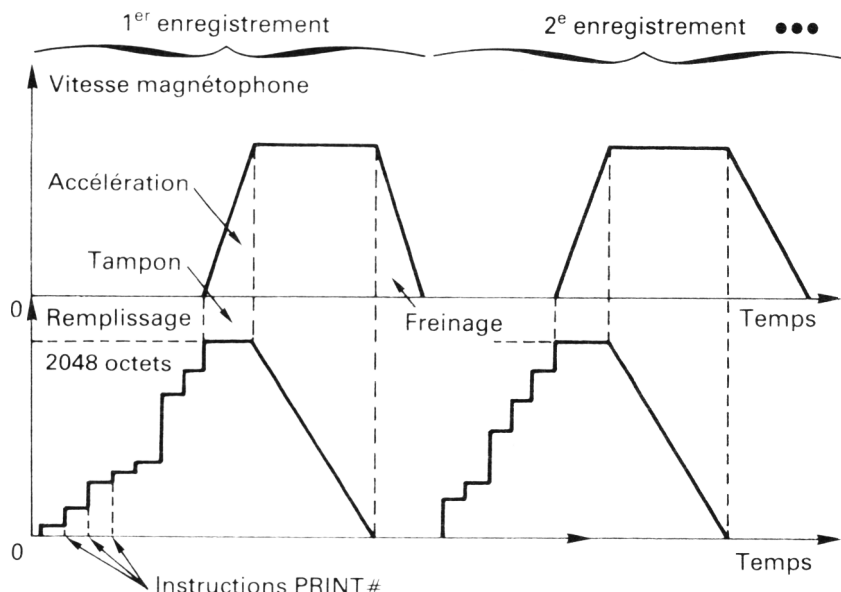 1er enregistrement
2e enregistrement •••
Vitesse magnétophone
Accélération
Tampon
0
Remplissage
Freinage
Temps
2048 octets
0
Temps
Instructions PRINT#